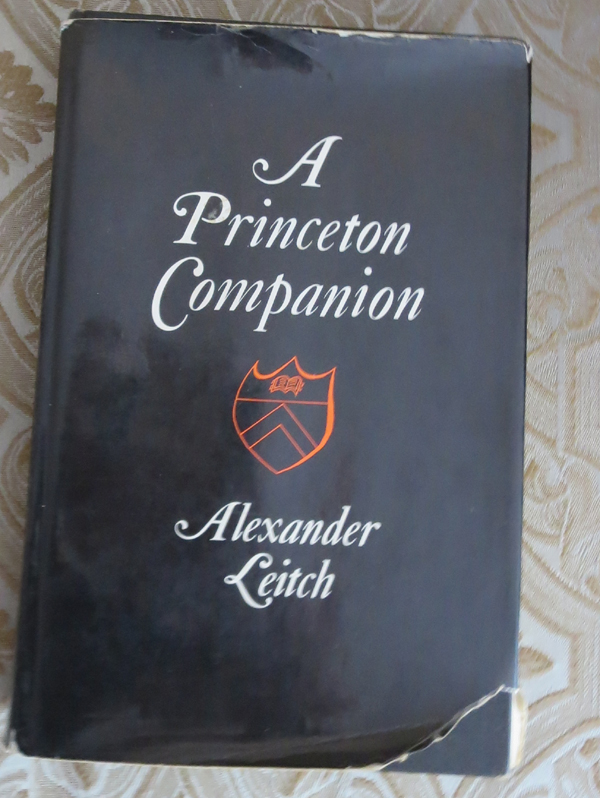 A
Princeton
Companion
Alexander
Leitch